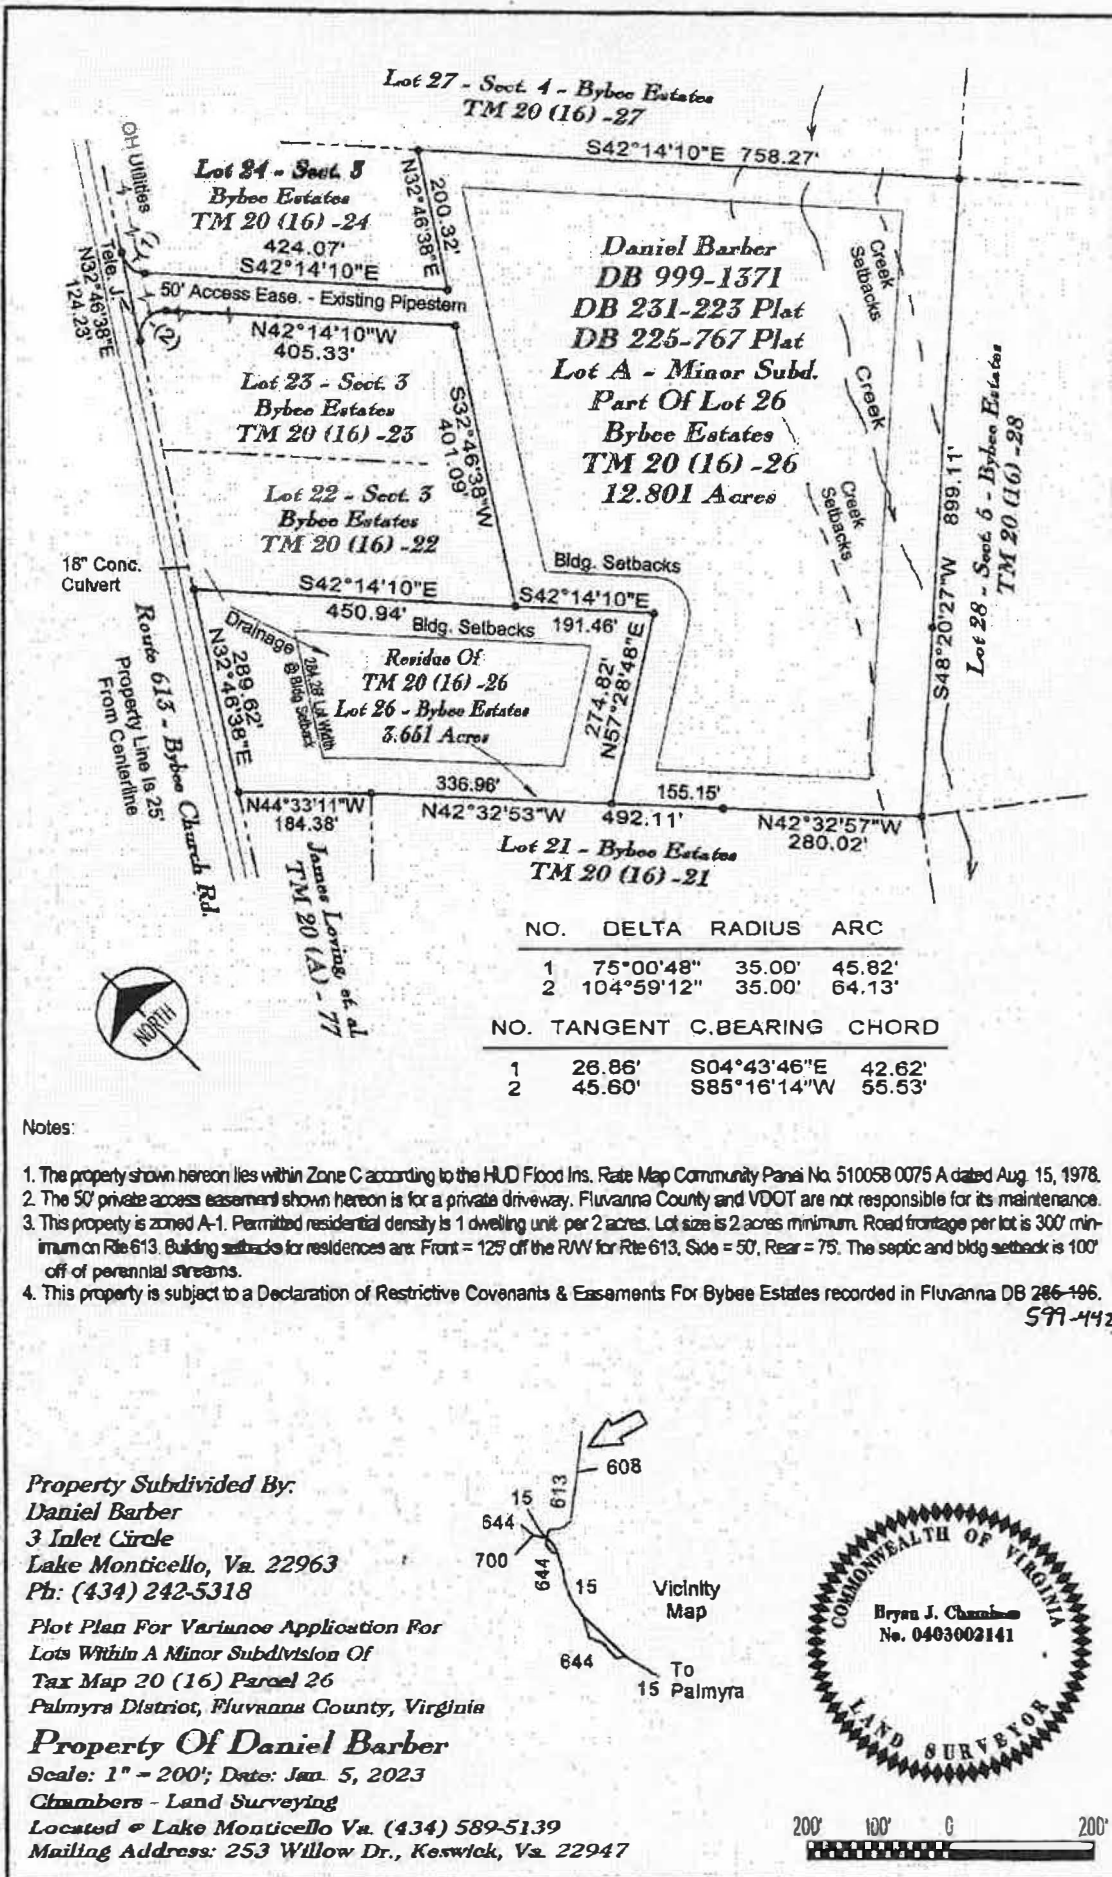 Lot 27 - Sect. 4 - Bybee Estates
TM 20 (16) -27
S42°14'10"E 758.27'
OH Utilities
Lot 24 - Sect. 3
Bybee Estates
TM 20 (16) -24
424.07'
S42°14'10"E
N32°46'38"E
200.32'
50' Access Ease. - Existing Pipestem
Tele. J.
N32°46'38"E
124.23'
(2)
N42°14'10"W
405.33'
Lot 23 - Sect. 3
Bybee Estates
TM 20 (16) -23
S32°46'38"W
401.09'
Daniel Barber
DB 999-1371
DB 231-223 Plat
DB 225-767 Plat
Lot A - Minor Subd.
Part Of Lot 26
Bybee Estates
TM 20 (16) -26
12.801 Acres
Creek
Setbacks
Creek
Creek
Setbacks
S48°20'27"W 899.11'
Lot 28 - Sect. 5 - Bybee Estates
TM 20 (16) -28
Lot 22 - Sect. 3
Bybee Estates
TM 20 (16) -22
18" Conc.
Culvert
Bldg. Setbacks
S42°14'10"E
450.94'
S42°14'10"E
191.46'
Bldg. Setbacks
Drainage
284.28' Lot Width
@ Bldg Setback
Residue Of
TM 20 (16) -26
Lot 26 - Bybee Estates
3.651 Acres
274.82'
N57°28'48"E
289.62'
N32°46'38"E
Route 613 - Bybee Church Rd.
Property Line Is 25'
From Centerline
336.96'
155.15'
N44°33'11"W
184.38'
N42°32'53"W 492.11'
N42°32'57"W
280.02'
Lot 21 - Bybee Estates
TM 20 (16) -21
James Loving, et. al
TM 20 (A) - 77
NORTH
NO. DELTA RADIUS ARC
1 75°00'48" 35.00' 45.82'
2 104°59'12" 35.00' 64.13'
NO. TANGENT C.BEARING CHORD
1 26.86' S04°43'46"E 42.62'
2 45.60' S85°16'14"W 55.53'
Notes:
1. The property shown hereon lies within Zone C according to the HUD Flood Ins. Rate Map Community Panel No. 510058 0075 A dated Aug. 15, 1978.
2. The 50' private access easement shown hereon is for a private driveway. Fluvanna County and VDOT are not responsible for its maintenance.
3. This property is zoned A-1. Permitted residential density is 1 dwelling unit per 2 acres. Lot size is 2 acres minimum. Road frontage per lot is 300' min-
imum on Rte 613. Building setbacks for residences are: Front = 125' off the R/W for Rte 613, Side = 50', Rear = 75'. The septic and bldg setback is 100'
off of perennial streams.
4. This property is subject to a Declaration of Restrictive Covenants & Easements For Bybee Estates recorded in Fluvanna DB 286-196.
599-442
Property Subdivided By:
Daniel Barber
3 Inlet Circle
Lake Monticello, Va. 22963
Ph: (434) 242-5318
Plot Plan For Variance Application For
Lots Within A Minor Subdivision Of
Tax Map 20 (16) Parcel 26
Palmyra District, Fluvanna County, Virginia
Property Of Daniel Barber
Scale: 1" = 200'; Date: Jan. 5, 2023
Chambers - Land Surveying
Located @ Lake Monticello Va. (434) 589-5139
Mailing Address: 253 Willow Dr., Keswick, Va. 22947
608
613
15
644
700
644
15
644
15
To
Palmyra
Vicinity
Map
COMMONWEALTH OF VIRGINIA
Bryan J. Chambers
No. 0403003141
LAND SURVEYOR
200' 100' 0 200'